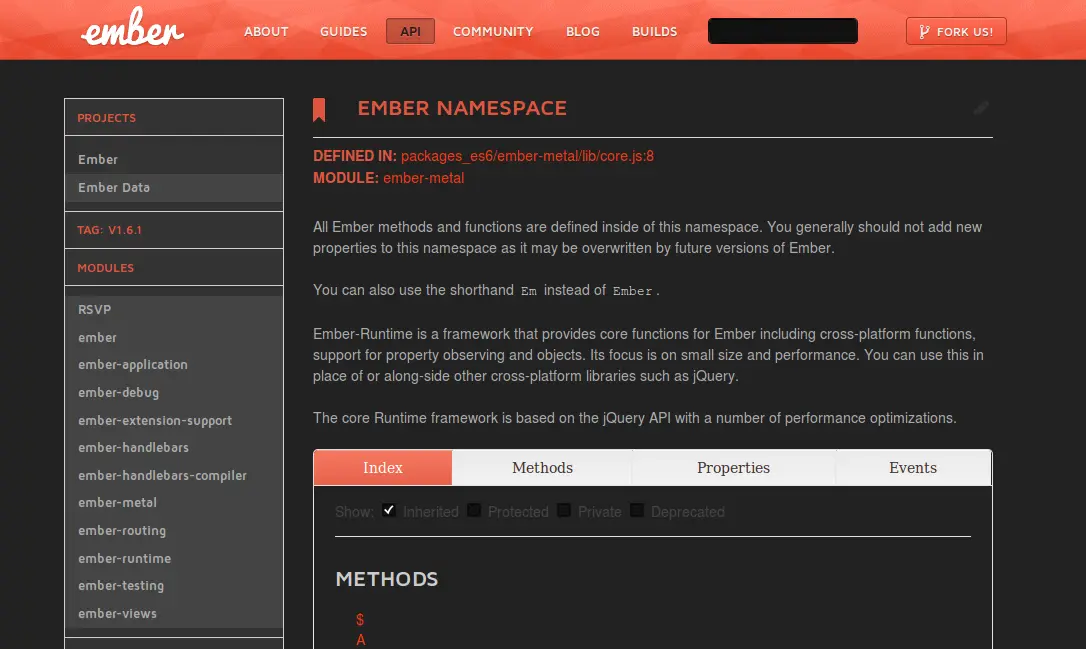 ember
ABOUT GUIDES API COMMUNITY BLOG BUILDS FORK US!
PROJECTS
Ember
Ember Data
TAG: V1.6.1
MODULES
RSVP
ember
ember-application
ember-debug
ember-extension-support
ember-handlebars
ember-handlebars-compiler
ember-metal
ember-routing
ember-runtime
ember-testing
ember-views
EMBER NAMESPACE
DEFINED IN: packages_es6/ember-metal/lib/core.js:8
MODULE: ember-metal
All Ember methods and functions are defined inside of this namespace. You generally should not add new
properties to this namespace as it may be overwritten by future versions of Ember.
You can also use the shorthand Em instead of Ember.
Ember-Runtime is a framework that provides core functions for Ember including cross-platform functions,
support for property observing and objects. Its focus is on small size and performance. You can use this in
place of or along-side other cross-platform libraries such as jQuery.
The core Runtime framework is based on the jQuery API with a number of performance optimizations.
Index Methods Properties Events
Show: Inherited Protected Private Deprecated
METHODS
$
A